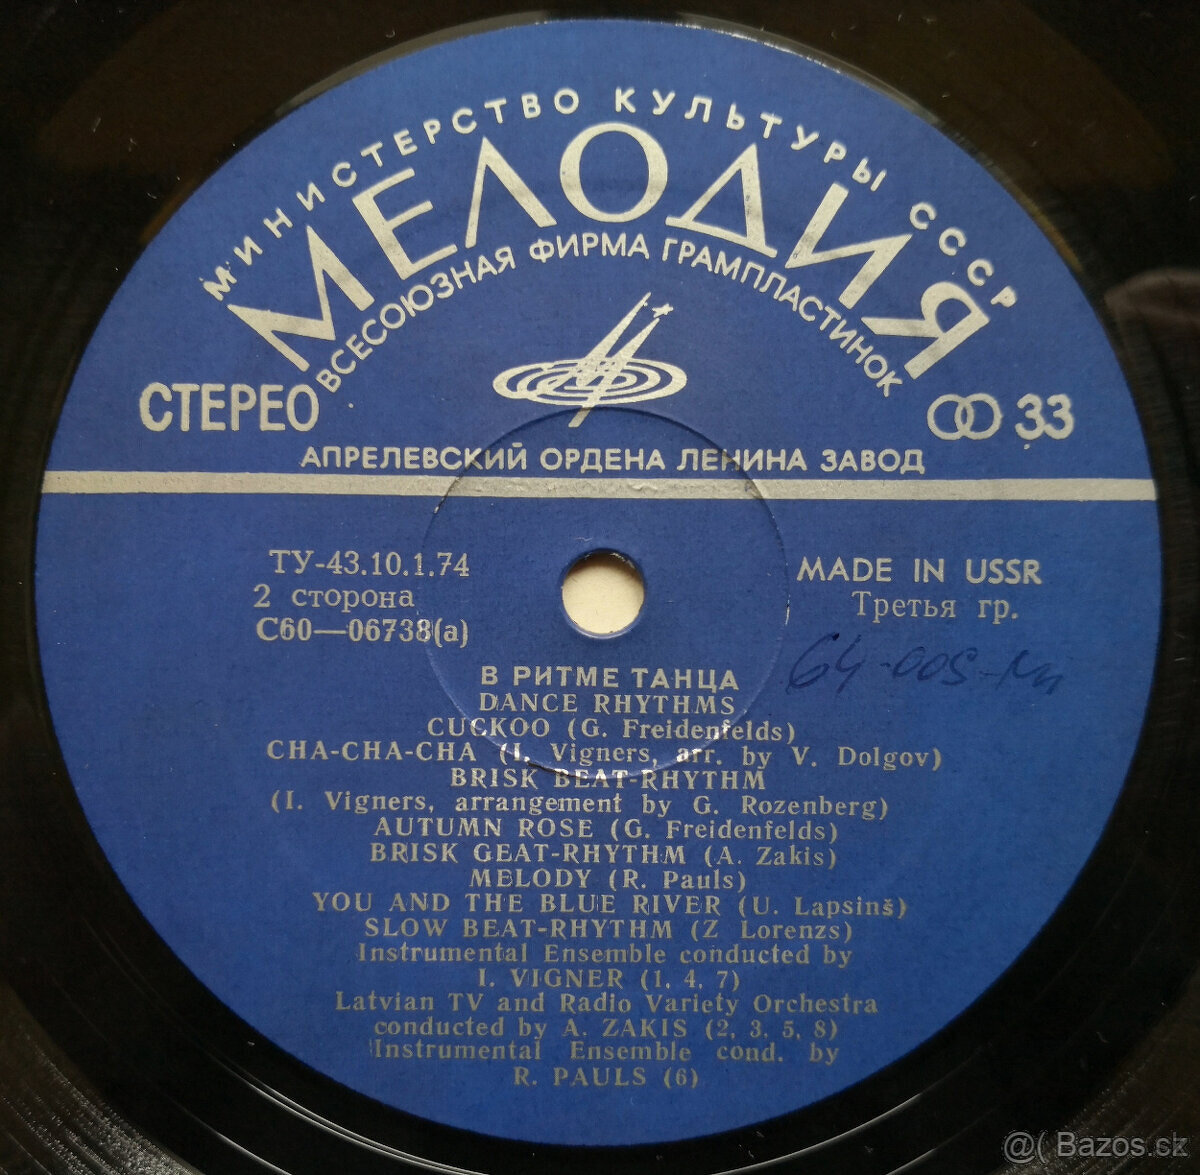 МИНИСТЕРСТВО КУЛЬТУРЫ СССР
МЕЛОДИЯ
ВСЕСОЮЗНАЯ ФИРМА ГРАМПЛАСТИНОК
СТЕРЕО
33
АПРЕЛЕВСКИЙ ОРДЕНА ЛЕНИНА ЗАВОД
ТУ-43.10.1.74
2 сторона
С60—06738(а)
MADE IN USSR
Третья гр.
В РИТМЕ ТАНЦА
DANCE RHYTHMS
CUCKOO (G. Freidenfelds)
CHA-CHA-CHA (I. Vigners, arr. by V. Dolgov)
BRISK BEAT-RHYTHM
(I. Vigners, arrangement by G. Rozenberg)
AUTUMN ROSE (G. Freidenfelds)
BRISK GEAT-RHYTHM (A. Zakis)
MELODY (R. Pauls)
YOU AND THE BLUE RIVER (U. Lapsinš)
SLOW BEAT-RHYTHM (Z Lorenzs)
Instrumental Ensemble conducted by
I. VIGNER (1, 4, 7)
Latvian TV and Radio Variety Orchestra
conducted by A. ZAKIS (2, 3, 5, 8)
Instrumental Ensemble cond. by
R. PAULS (6)
@( Bazos.sk